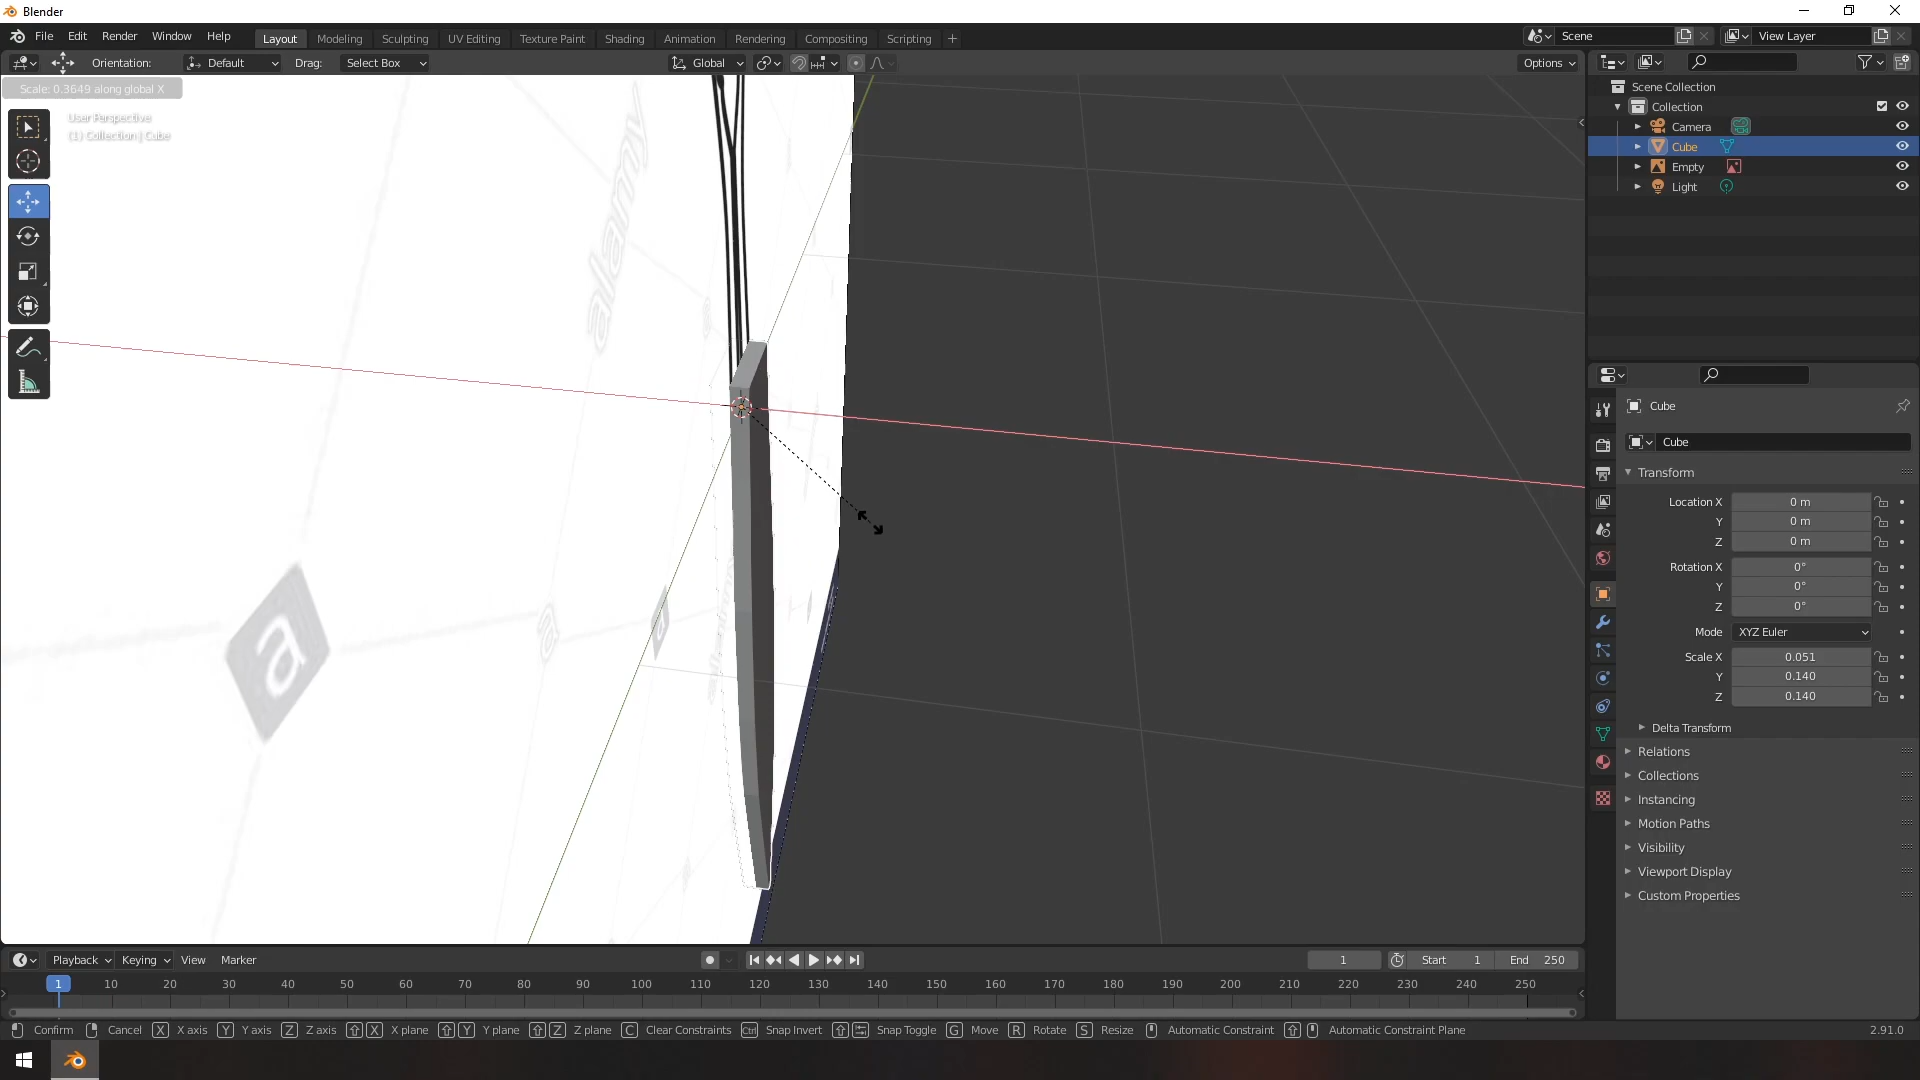 Blender
File Edit Render Window Help
Layout Modeling Sculpting UV Editing Texture Paint Shading Animation Rendering Compositing Scripting
Scene
View Layer
Orientation: Default Drag: Select Box
Global
Options
Scale: 0.3649 along global X
User Perspective
(1) Collection | Cube
alamy
a
a
a
Scene Collection
Collection
Camera
Cube
Empty
Light
Cube
Cube
Transform
Location X 0 m
Y 0 m
Z 0 m
Rotation X 0°
Y 0°
Z 0°
Mode XYZ Euler
Scale X 0.051
Y 0.140
Z 0.140
Delta Transform
Relations
Collections
Instancing
Motion Paths
Visibility
Viewport Display
Custom Properties
Playback Keying View Marker
1
Start 1
End 250
1 10 20 30 40 50 60 70 80 90 100 110 120 130 140 150 160 170 180 190 200 210 220 230 240 250
Confirm Cancel X X axis Y Y axis Z Z axis X X plane Y Y plane Z Z plane C Clear Constraints Ctrl Snap Invert Snap Toggle G Move R Rotate S Resize Automatic Constraint Automatic Constraint Plane
2.91.0